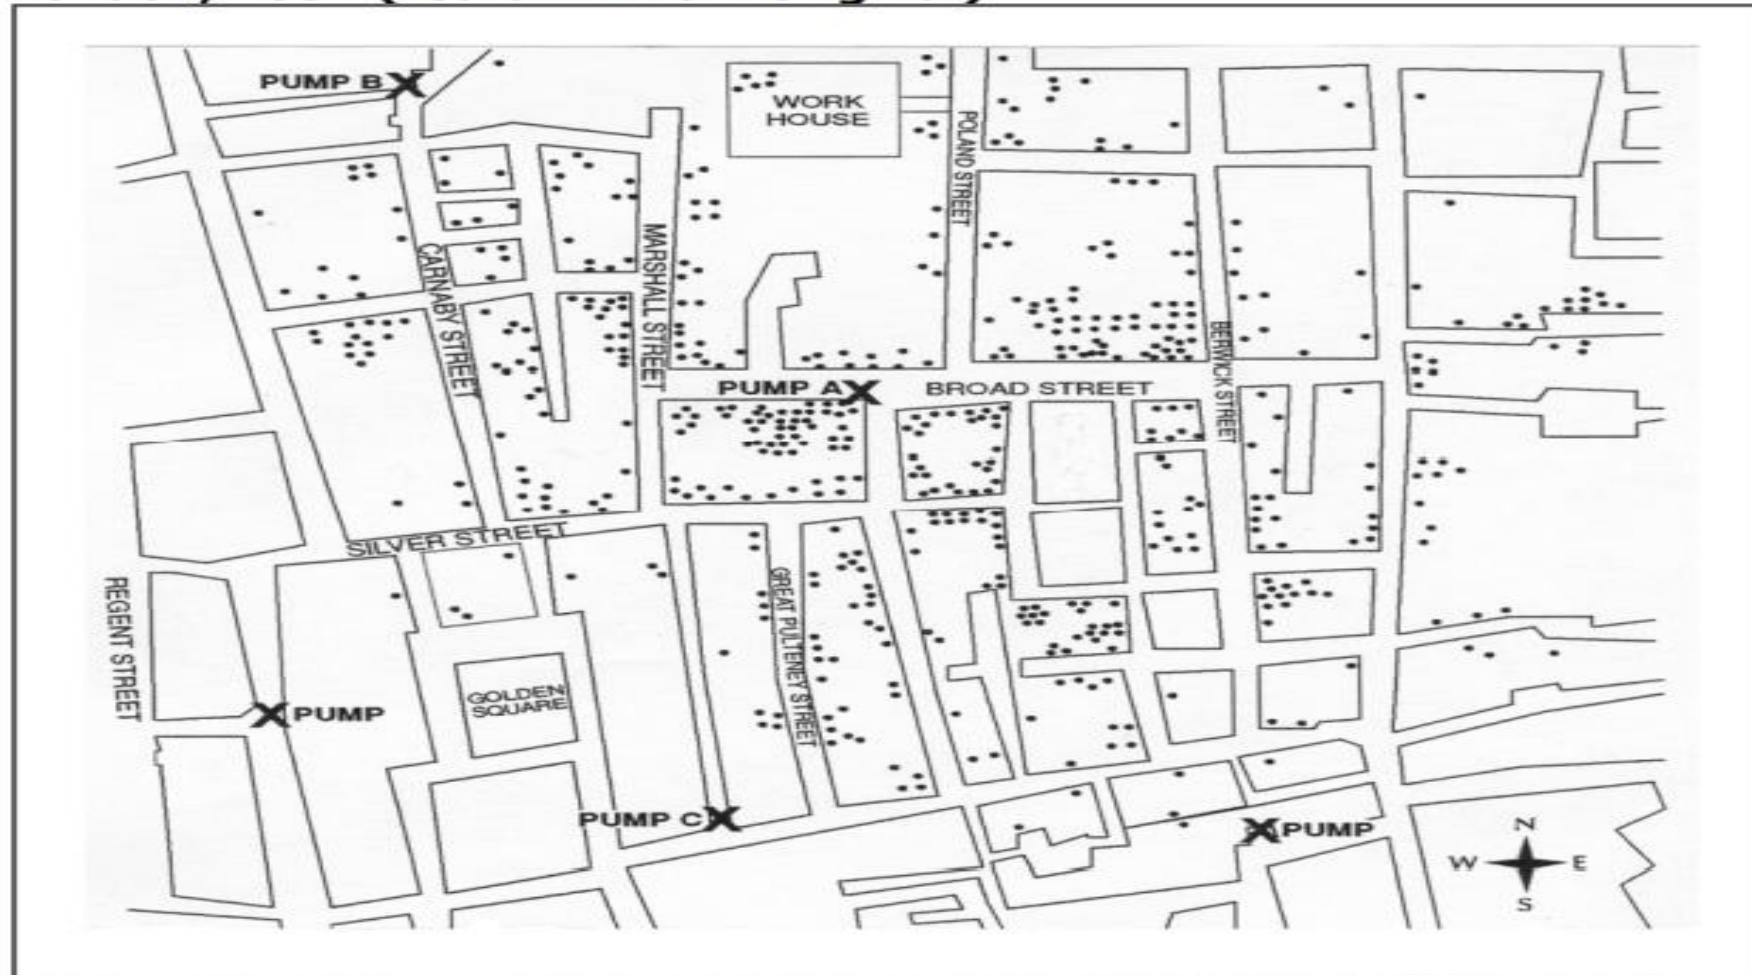 PUMP B
WORK
HOUSE
POLAND STREET
CARNABY STREET
MARSHALL STREET
BERWICK STREET
PUMP A
BROAD STREET
SILVER STREET
REGENT STREET
GREAT PULTENEY STREET
GOLDEN
SQUARE
PUMP
PUMP C
PUMP
N
W
E
S